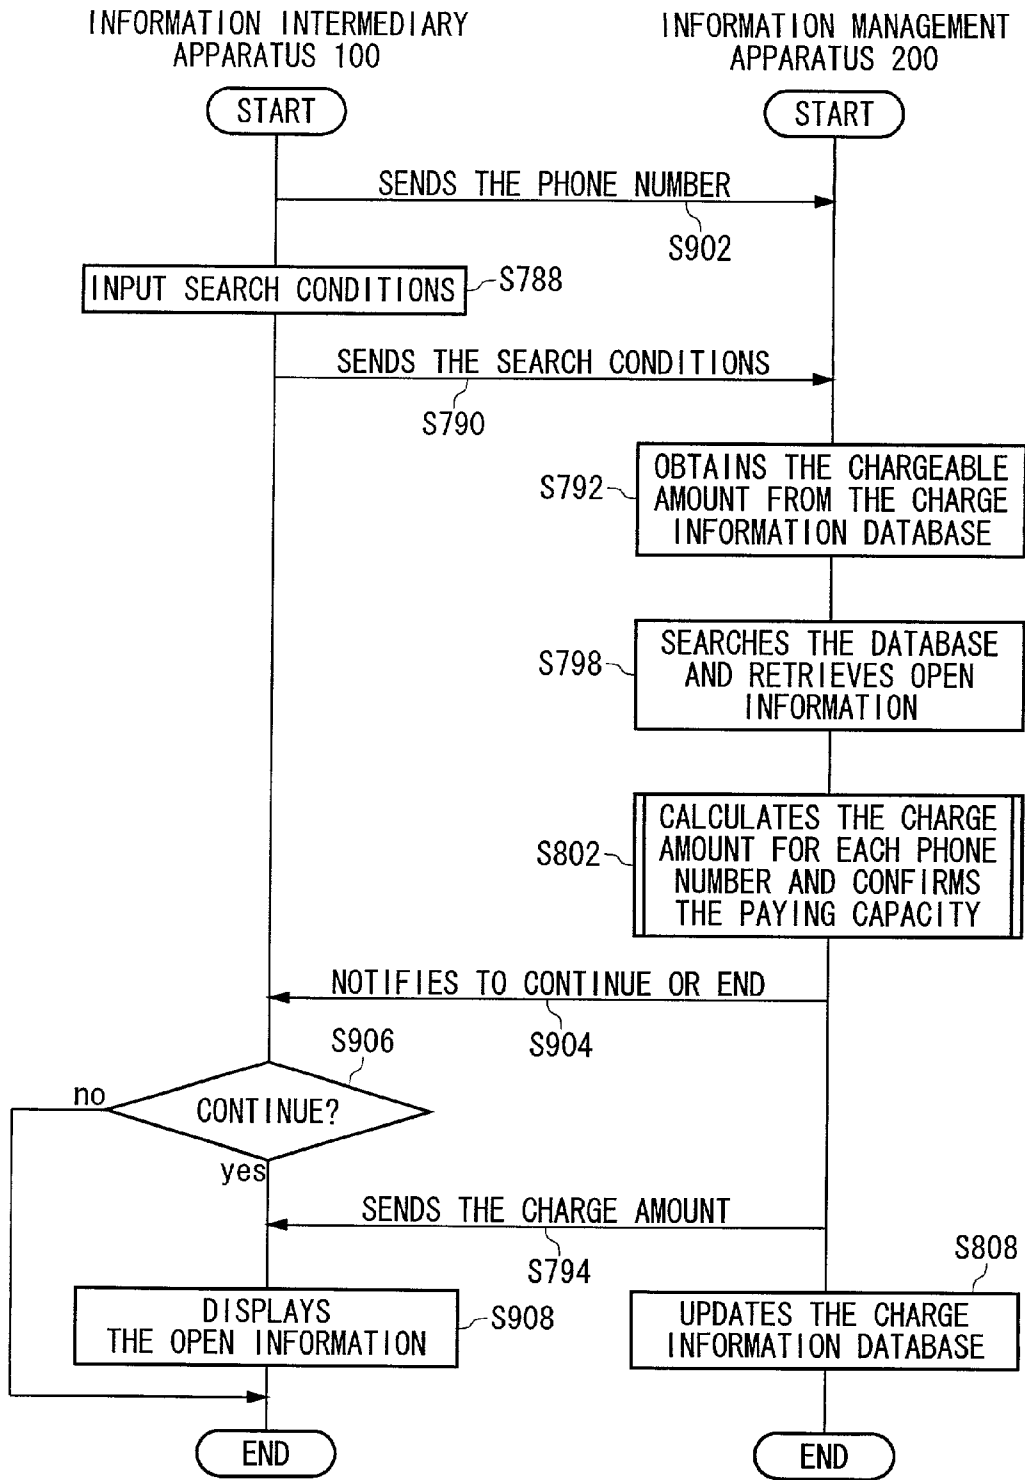 INFORMATION INTERMEDIARY
APPARATUS 100
INFORMATION MANAGEMENT
APPARATUS 200
START
START
SENDS THE PHONE NUMBER
S902
INPUT SEARCH CONDITIONS
S788
SENDS THE SEARCH CONDITIONS
S790
S792
OBTAINS THE CHARGEABLE
AMOUNT FROM THE CHARGE
INFORMATION DATABASE
S798
SEARCHES THE DATABASE
AND RETRIEVES OPEN
INFORMATION
S802
CALCULATES THE CHARGE
AMOUNT FOR EACH PHONE
NUMBER AND CONFIRMS
THE PAYING CAPACITY
NOTIFIES TO CONTINUE OR END
S904
S906
no
CONTINUE?
yes
SENDS THE CHARGE AMOUNT
S794
S808
DISPLAYS
THE OPEN INFORMATION
S908
UPDATES THE CHARGE
INFORMATION DATABASE
END
END